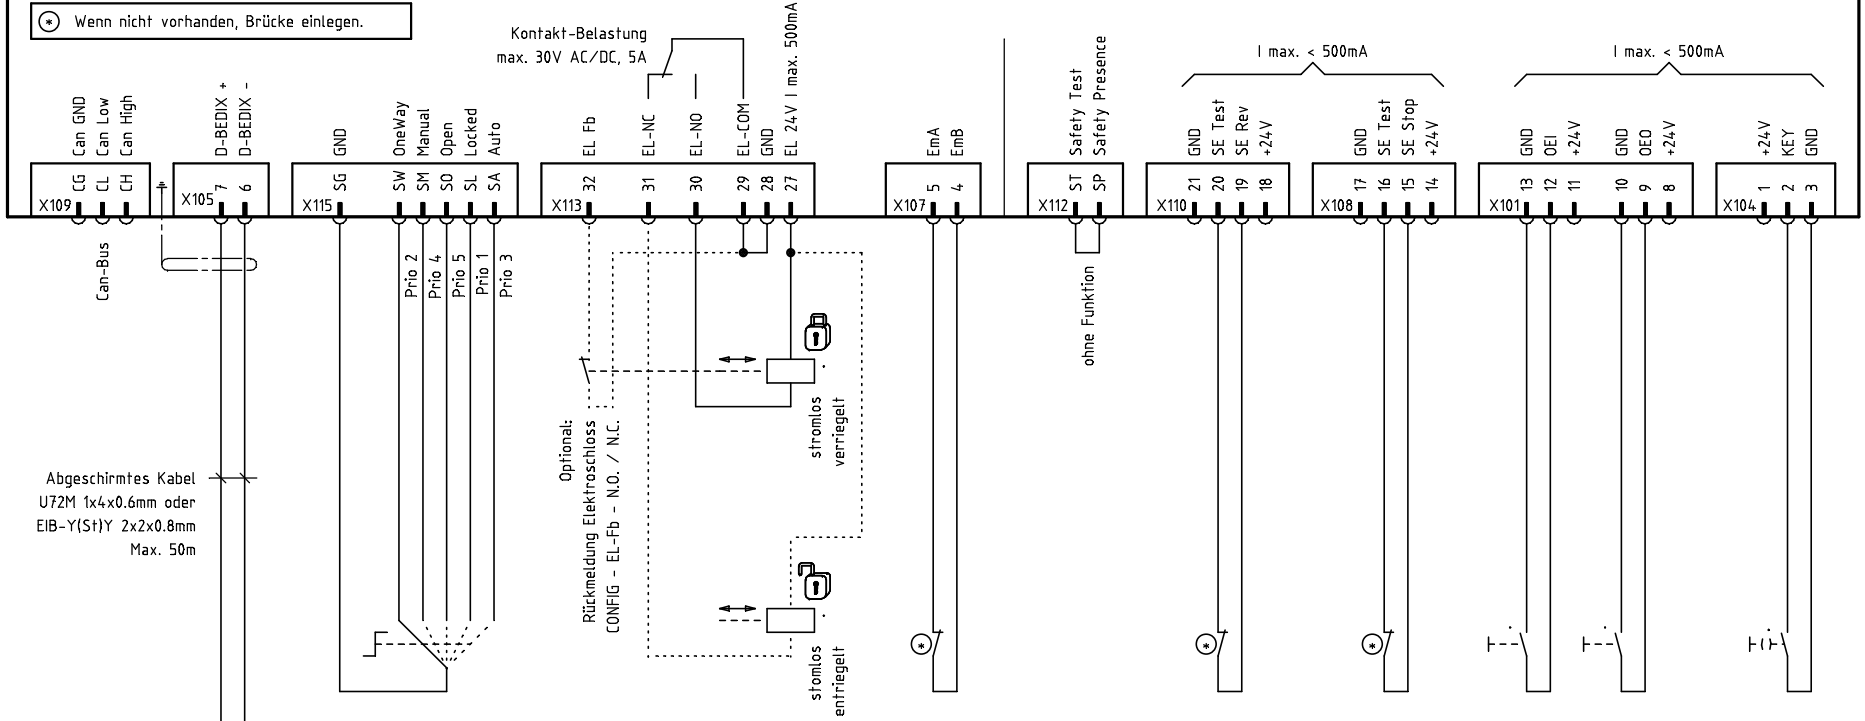 * Wenn nicht vorhanden, Brücke einlegen.
Kontakt-Belastung
max. 30V AC/DC, 5A
I max. < 500mA
I max. < 500mA
Can GND
Can Low
Can High
D-BEDIX +
D-BEDIX -
GND
OneWay
Manual
Open
Locked
Auto
EL Fb
EL-NC
EL-NO
EL-COM
GND
EL 24V I max. 500mA
EmA
EmB
Safety Test
Safety Presence
GND
SE Test
SE Rev
+24V
GND
SE Test
SE Stop
+24V
GND
OEI
+24V
GND
OEO
+24V
+24V
KEY
GND
X109 CG CL CH
X105 7 6
X115 SG SW SM SO SL SA
X113 32 31 30 29 28 27
X107 5 4
X112 ST SP
X110 21 20 19 18
X108 17 16 15 14
X101 13 12 11 10 9 8
X104 1 2 3
Can-Bus
Prio 2
Prio 4
Prio 5
Prio 1
Prio 3
ohne Funktion
stromlos
verriegelt
Optional:
Rückmeldung Elektroschloss
CONFIG - EL-Fb - N.O. / N.C.
Abgeschirmtes Kabel
U72M 1x4x0.6mm oder
EIB-Y(St)Y 2x2x0.8mm
Max. 50m
stomlos
entriegelt
*
*
*